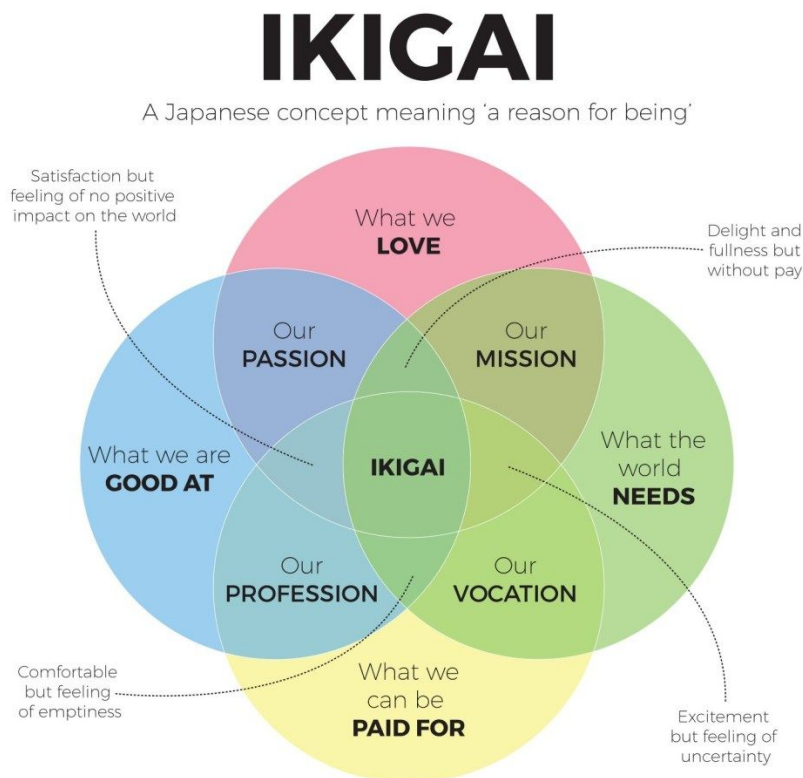 IKIGAI
A Japanese concept meaning ‘a reason for being’
Satisfaction but
feeling of no positive
impact on the world
What we
LOVE
Delight and
fullness but
without pay
Our
PASSION
Our
MISSION
What we are
GOOD AT
IKIGAI
What the
world
NEEDS
Our
PROFESSION
Our
VOCATION
Comfortable
but feeling
of emptiness
What we
can be
PAID FOR
Excitement
but feeling of
uncertainty